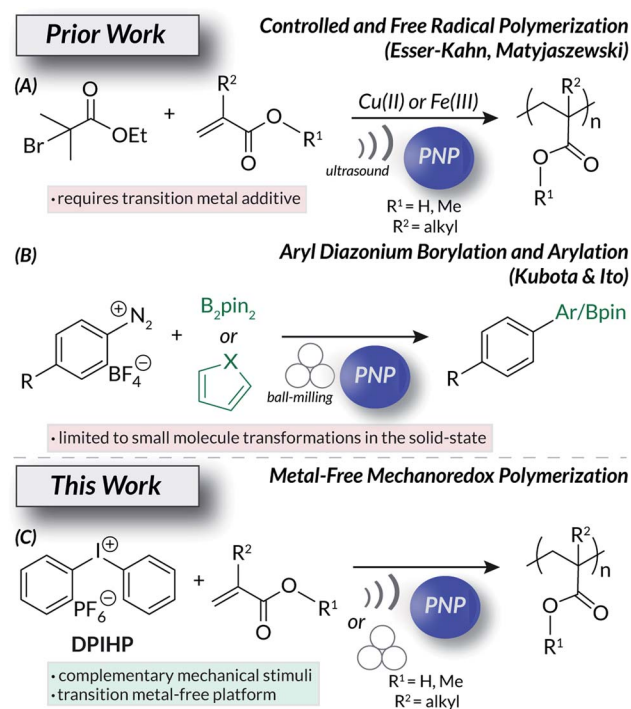 Prior Work
Controlled and Free Radical Polymerization
(Esser-Kahn, Matyjaszewski)
(A)
Br
O
OEt
+
R²
O
O
R¹
Cu(II) or Fe(III)
ultrasound
PNP
R¹ = H, Me
R² = alkyl
R²
n
O
O
R¹
· requires transition metal additive
(B)
Aryl Diazonium Borylation and Arylation
(Kubota & Ito)
⊕
N₂
BF₄⊖
R
+
B₂pin₂
or
X
ball-milling
PNP
Ar/Bpin
R
· limited to small molecule transformations in the solid-state
This Work
Metal-Free Mechanoredox Polymerization
(C)
I⊕
PF₆⊖
DPIHP
+
R²
O
O
R¹
or
PNP
R¹ = H, Me
R² = alkyl
R²
n
O
O
R¹
· complementary mechanical stimuli
· transition metal-free platform